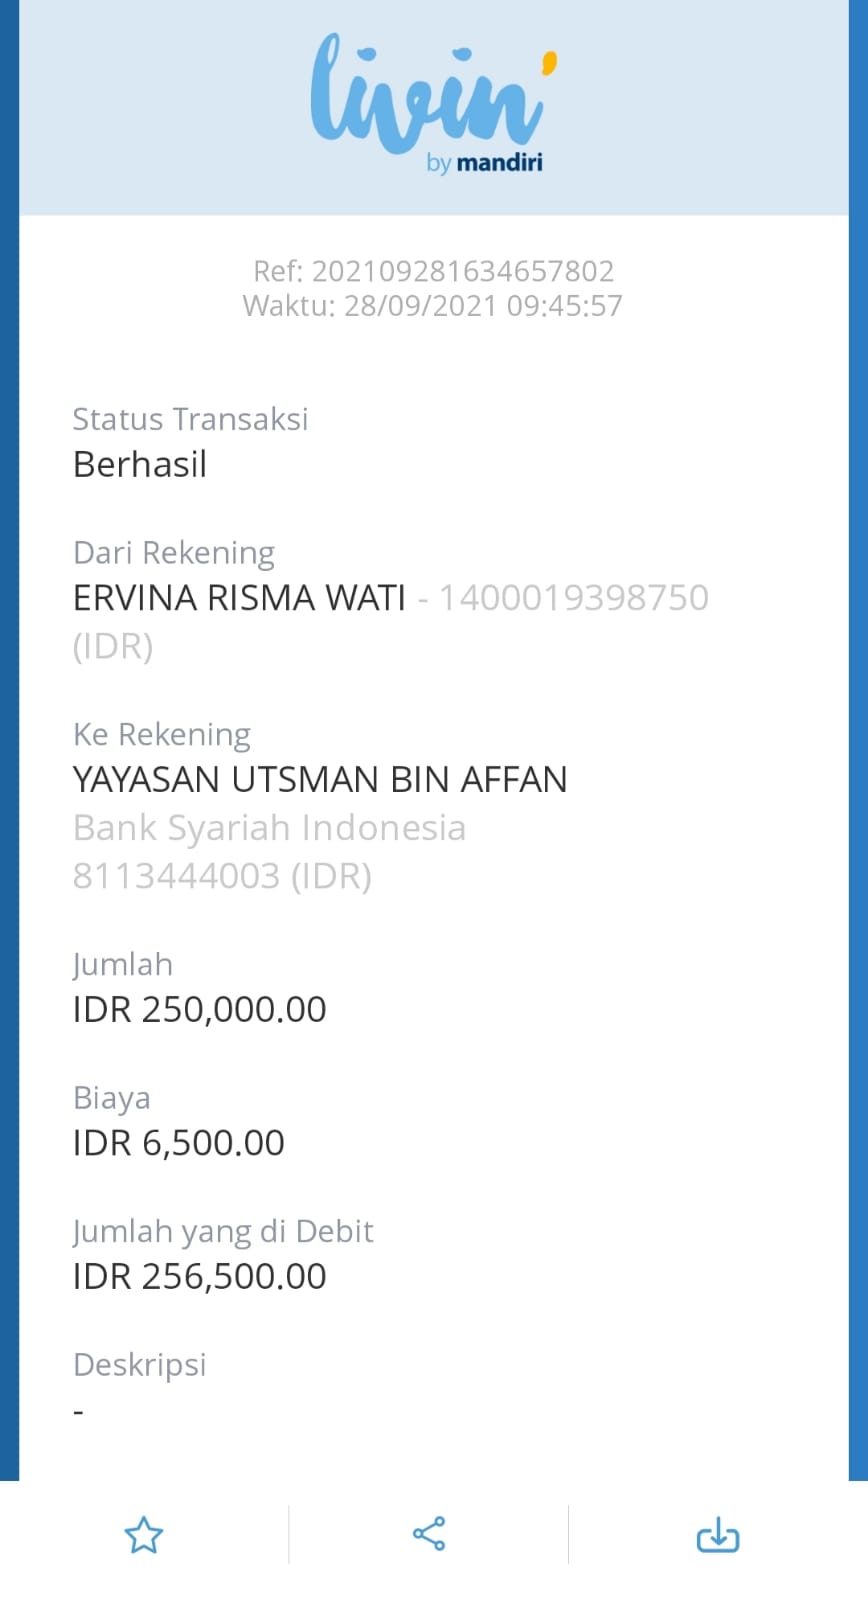 livin'
by mandiri
Ref: 202109281634657802
Waktu: 28/09/2021 09:45:57
Status Transaksi
Berhasil
Dari Rekening
ERVINA RISMA WATI - 1400019398750
(IDR)
Ke Rekening
YAYASAN UTSMAN BIN AFFAN
Bank Syariah Indonesia
8113444003 (IDR)
Jumlah
IDR 250,000.00
Biaya
IDR 6,500.00
Jumlah yang di Debit
IDR 256,500.00
Deskripsi
-